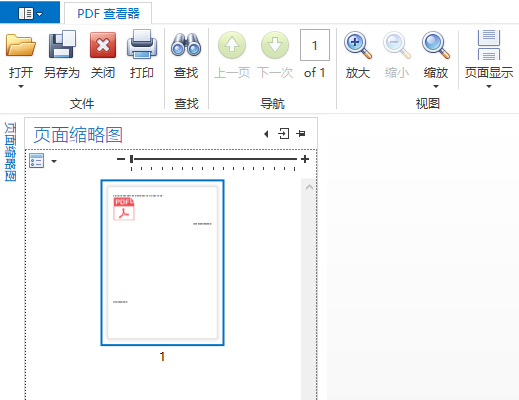 PDF 查看器
打开 另存为 关闭 打印 查找 上一页 下一次 1 of 1 放大 缩小 缩放 页面显示
文件 查找 导航 视图
页面缩略图
页面缩略图
PDF
1